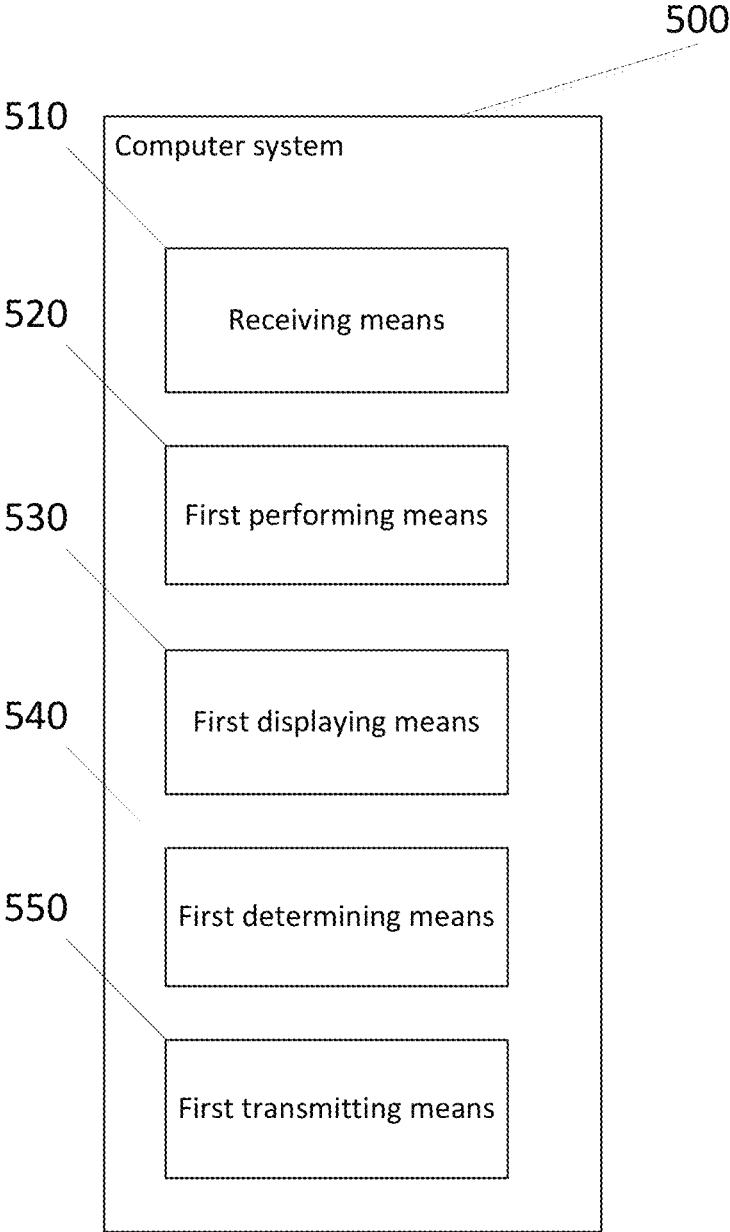 500
510
Computer system
Receiving means
520
First performing means
530
First displaying means
540
First determining means
550
First transmitting means